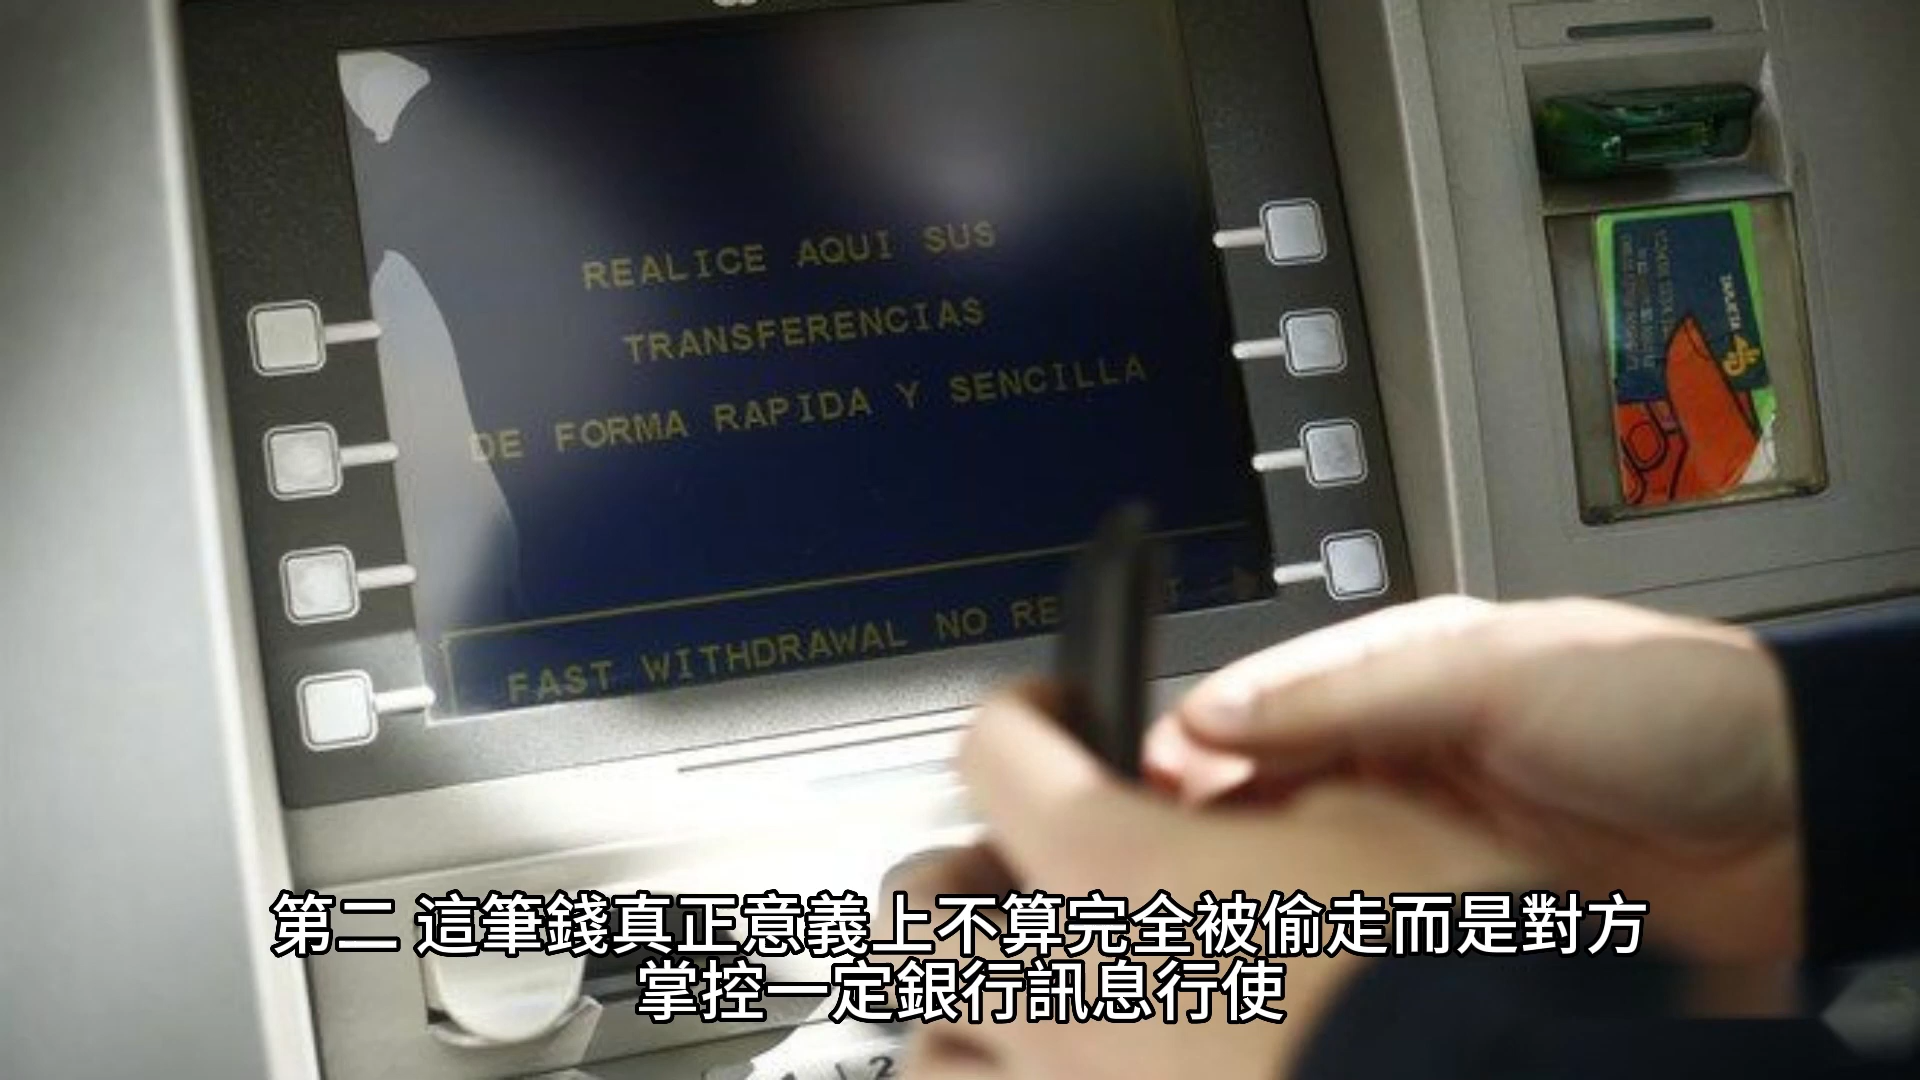 REALICE AQUI SUS
TRANSFERENCIAS
DE FORMA RAPIDA Y SENCILLA
FAST WITHDRAWAL NO RE
2
第二 這筆錢真正意義上不算完全被偷走而是對方
掌控一定銀行訊息行使